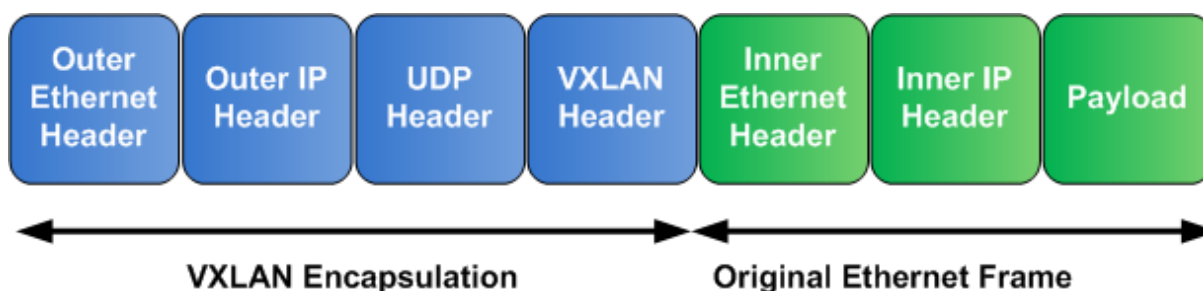 Outer
Ethernet
Header
Outer IP
Header
UDP
Header
VXLAN
Header
Inner
Ethernet
Header
Inner IP
Header
Payload
VXLAN Encapsulation
Original Ethernet Frame